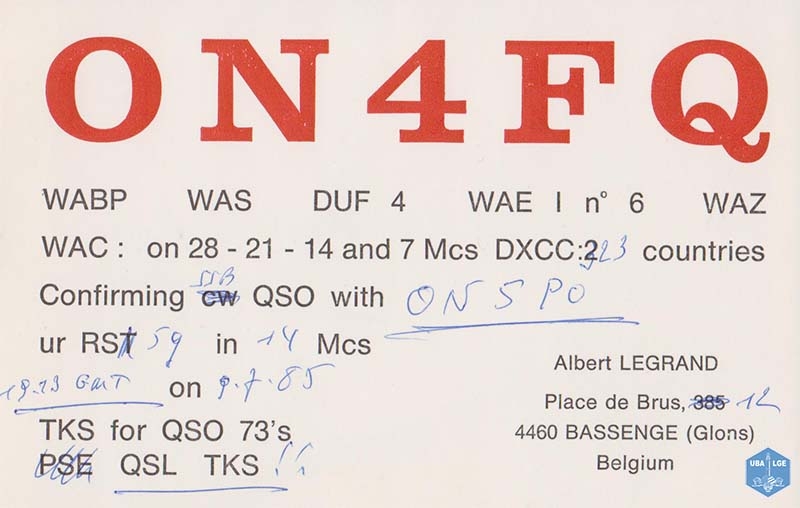 ON4FQ
WABP WAS DUF 4 WAE I n° 6 WAZ
WAC : on 28 - 21 - 14 and 7 Mcs DXCC: 323 countries
Confirming cw SSB QSO with ON5PO
ur RST 59 in 14 Mcs
19.13 GMT on 9.7.85
TKS for QSO 73's
PSE QSL TKS !!
Albert LEGRAND
Place de Brus, 385 12
4460 BASSENGE (Glons)
Belgium
UBA LGE